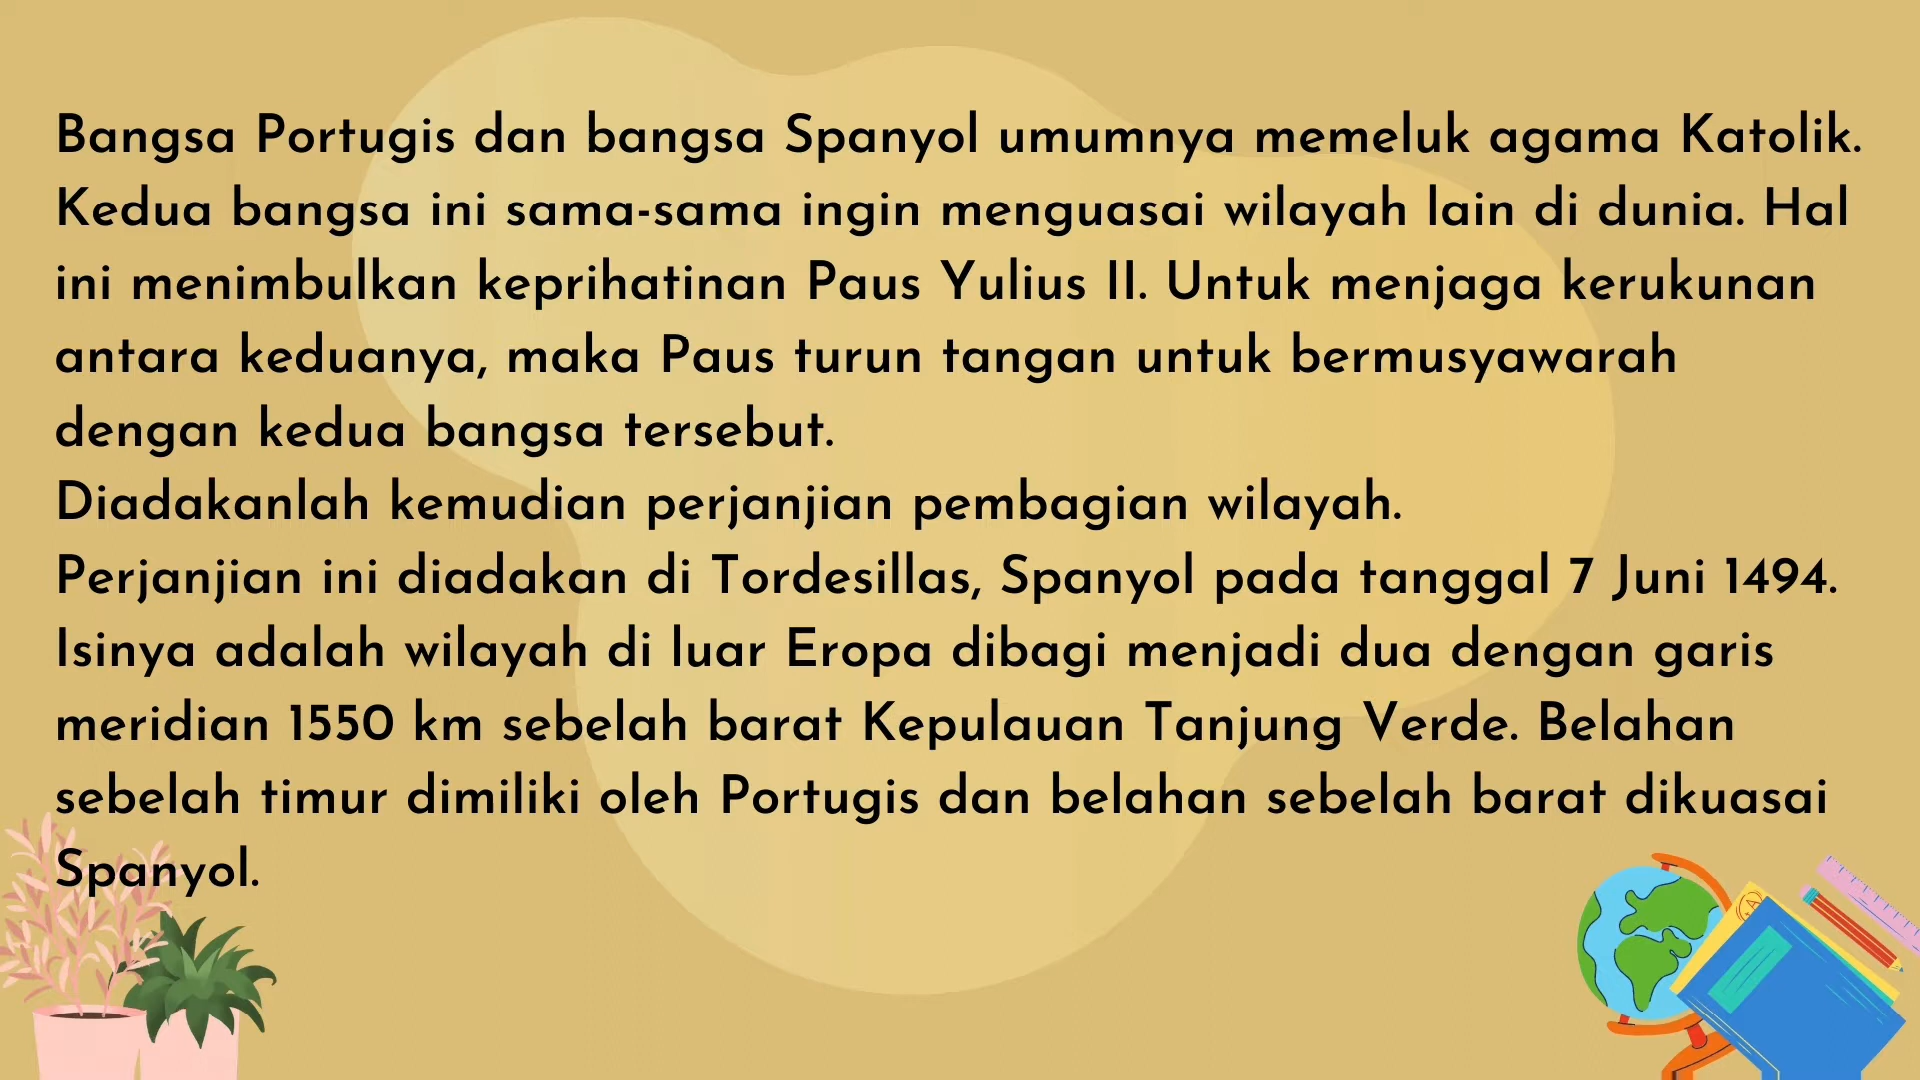 Bangsa Portugis dan bangsa Spanyol umumnya memeluk agama Katolik.
Kedua bangsa ini sama-sama ingin menguasai wilayah lain di dunia. Hal
ini menimbulkan keprihatinan Paus Yulius II. Untuk menjaga kerukunan
antara keduanya, maka Paus turun tangan untuk bermusyawarah
dengan kedua bangsa tersebut.
Diadakanlah kemudian perjanjian pembagian wilayah.
Perjanjian ini diadakan di Tordesillas, Spanyol pada tanggal 7 Juni 1494.
Isinya adalah wilayah di luar Eropa dibagi menjadi dua dengan garis
meridian 1550 km sebelah barat Kepulauan Tanjung Verde. Belahan
sebelah timur dimiliki oleh Portugis dan belahan sebelah barat dikuasai
Spanyol.